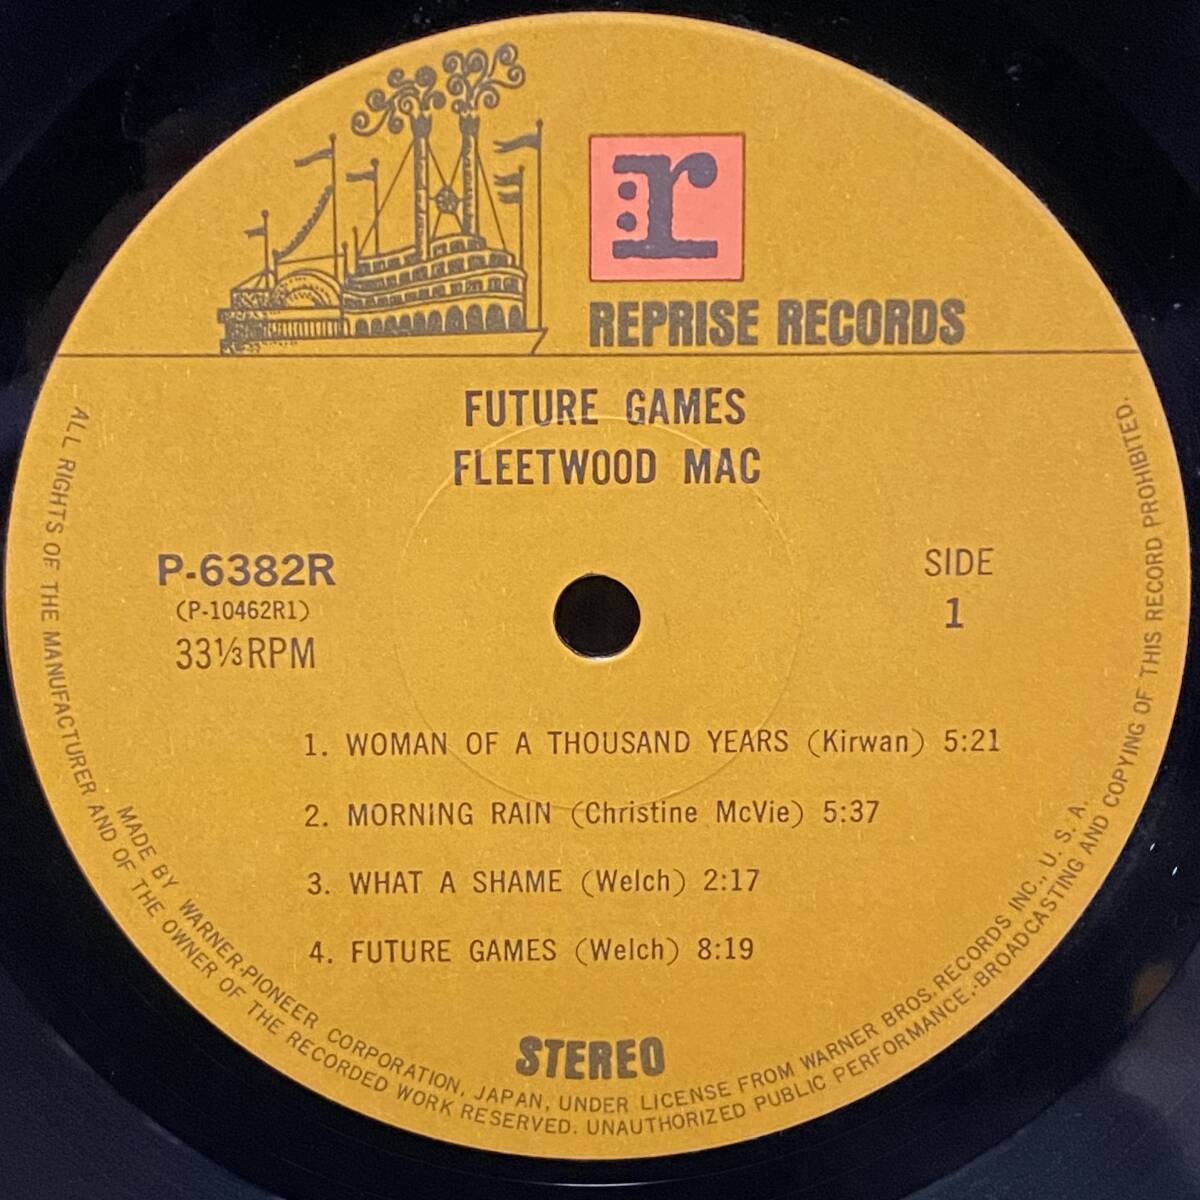 r
REPRISE RECORDS
FUTURE GAMES
FLEETWOOD MAC
P-6382R
(P-10462R1)
33⅓ RPM
SIDE
1
1. WOMAN OF A THOUSAND YEARS (Kirwan) 5:21
2. MORNING RAIN (Christine McVie) 5:37
3. WHAT A SHAME (Welch) 2:17
4. FUTURE GAMES (Welch) 8:19
STEREO
MADE BY WARNER-PIONEER CORPORATION, JAPAN, UNDER LICENSE FROM WARNER BROS. RECORDS INC., U. S. A.
ALL RIGHTS OF THE MANUFACTURER AND OF THE OWNER OF THE RECORDED WORK RESERVED. UNAUTHORIZED PUBLIC PERFORMANCE.-BROADCASTING AND COPYING OF THIS RECORD PROHIBITED.